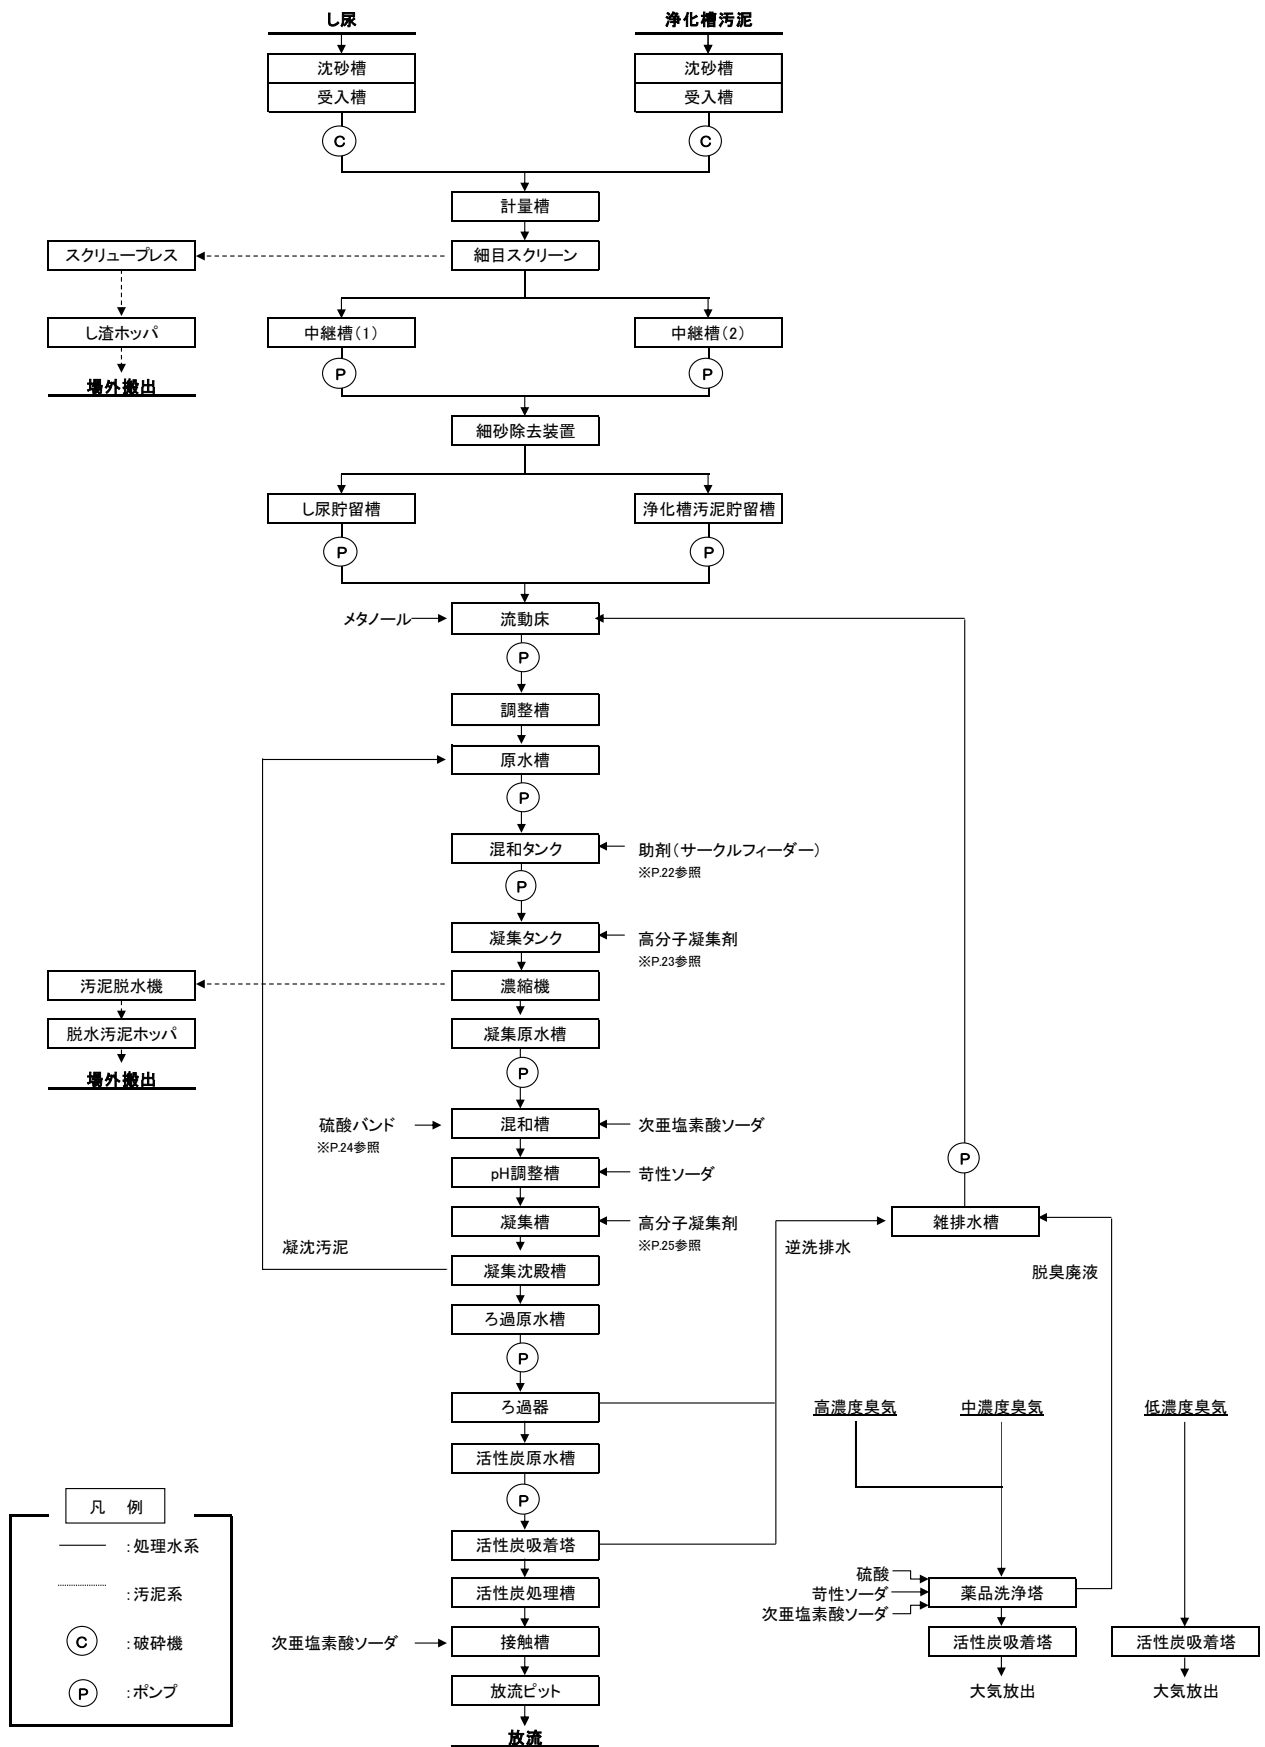 し尿
浄化槽汚泥
沈砂槽
沈砂槽
受入槽
受入槽
C
C
計量槽
スクリュープレス
細目スクリーン
し渣ホッパ
中継槽(1)
中継槽(2)
P
P
場外搬出
細砂除去装置
し尿貯留槽
浄化槽汚泥貯留槽
P
P
メタノール
流動床
P
調整槽
原水槽
P
混和タンク
助剤(サークルフィーダー)
※P.22参照
P
凝集タンク
高分子凝集剤
※P.23参照
汚泥脱水機
濃縮機
脱水汚泥ホッパ
凝集原水槽
場外搬出
P
硫酸バンド
※P.24参照
混和槽
次亜塩素酸ソーダ
P
pH調整槽
苛性ソーダ
凝集槽
高分子凝集剤
※P.25参照
雑排水槽
凝沈汚泥
逆洗排水
凝集沈殿槽
脱臭廃液
ろ過原水槽
P
ろ過器
高濃度臭気
中濃度臭気
低濃度臭気
活性炭原水槽
P
活性炭吸着塔
活性炭処理槽
硫酸
苛性ソーダ
次亜塩素酸ソーダ
薬品洗浄塔
次亜塩素酸ソーダ
接触槽
活性炭吸着塔
活性炭吸着塔
放流ピット
大気放出
大気放出
放流
凡 例
:処理水系
:汚泥系
C :破砕機
P :ポンプ